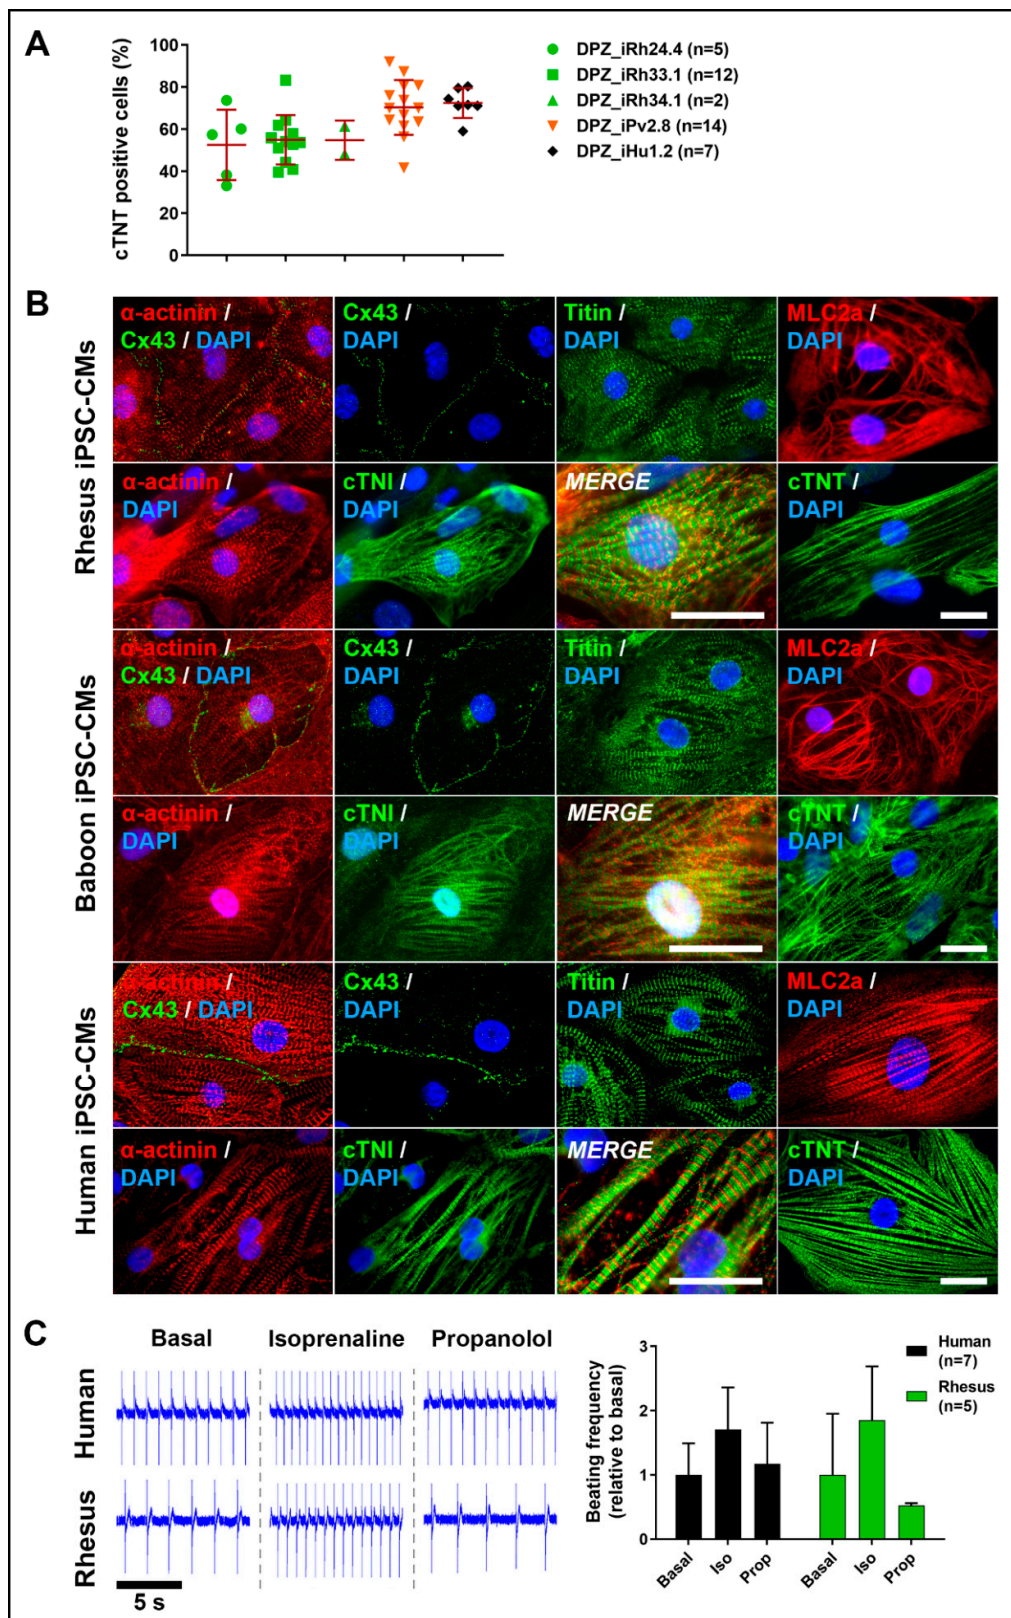 A
cTNT positive cells (%)
100
80
60
40
20
0
DPZ_iRh24.4 (n=5)
DPZ_iRh33.1 (n=12)
DPZ_iRh34.1 (n=2)
DPZ_iPv2.8 (n=14)
DPZ_iHu1.2 (n=7)
B
Rhesus iPSC-CMs
α-actinin /
Cx43 / DAPI
Cx43 /
DAPI
Titin /
DAPI
MLC2a /
DAPI
α-actinin /
DAPI
cTNI /
DAPI
MERGE
cTNT /
DAPI
Baboon iPSC-CMs
α-actinin /
Cx43 / DAPI
Cx43 /
DAPI
Titin /
DAPI
MLC2a /
DAPI
α-actinin /
DAPI
cTNI /
DAPI
MERGE
cTNT /
DAPI
Human iPSC-CMs
α-actinin /
Cx43 / DAPI
Cx43 /
DAPI
Titin /
DAPI
MLC2a /
DAPI
α-actinin /
DAPI
cTNI /
DAPI
MERGE
cTNT /
DAPI
C
Basal
Isoprenaline
Propanolol
Human
Rhesus
5 s
Beating frequency
(relative to basal)
3
2
1
0
Basal
Iso
Prop
Basal
Iso
Prop
Human
(n=7)
Rhesus
(n=5)